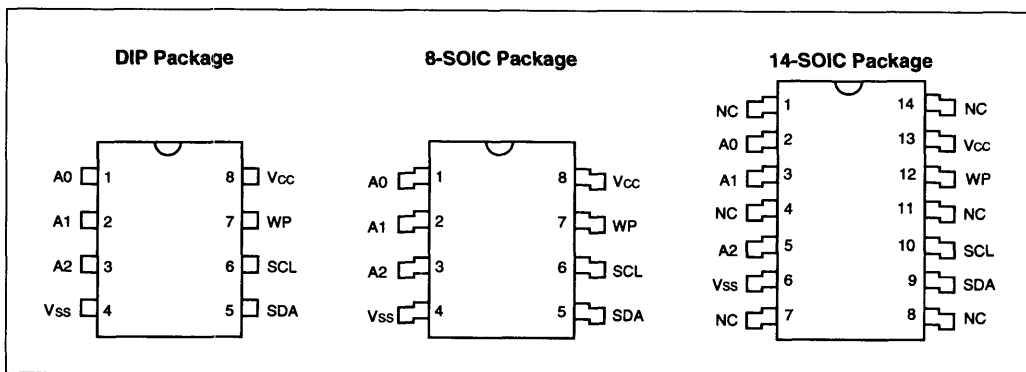 DIP Package
A0 1 8 Vcc
A1 2 7 WP
A2 3 6 SCL
Vss 4 5 SDA
8-SOIC Package
A0 1 8 Vcc
A1 2 7 WP
A2 3 6 SCL
Vss 4 5 SDA
14-SOIC Package
NC 1 14 NC
A0 2 13 Vcc
A1 3 12 WP
NC 4 11 NC
A2 5 10 SCL
Vss 6 9 SDA
NC 7 8 NC